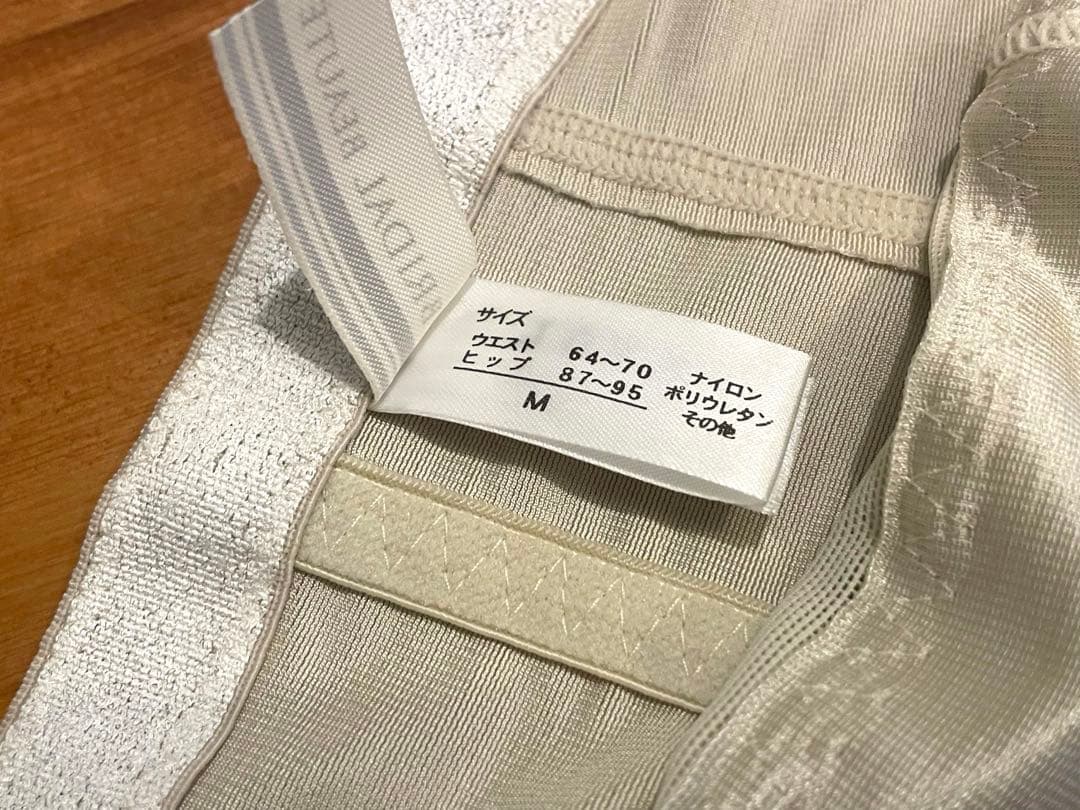 サイズ
ウエスト 64～70
ヒップ 87～95
M
ナイロン
ポリウレタン
その他